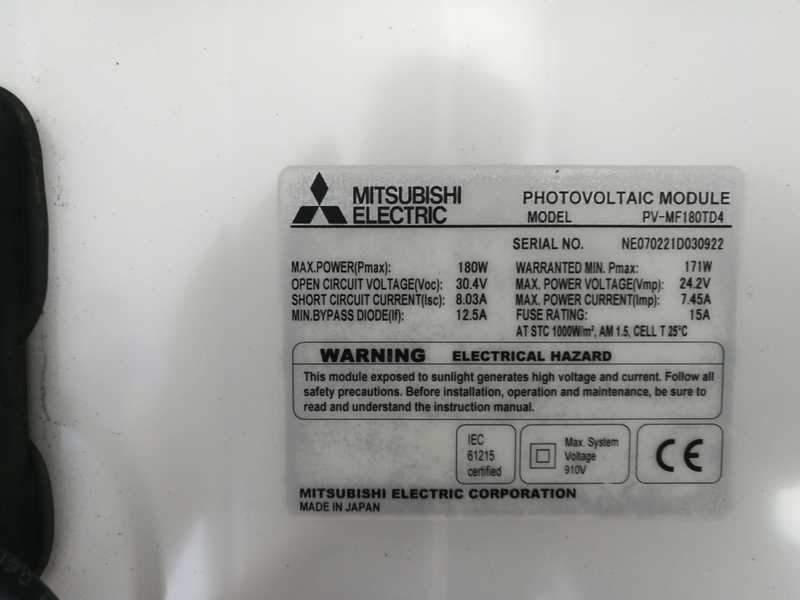 MITSUBISHI ELECTRIC
PHOTOVOLTAIC MODULE
MODEL PV-MF180TD4
SERIAL NO. NE070221D030922
MAX.POWER(Pmax): 180W
OPEN CIRCUIT VOLTAGE(Voc): 30.4V
SHORT CIRCUIT CURRENT(Isc): 8.03A
MIN.BYPASS DIODE(If): 12.5A
WARRANTED MIN. Pmax: 171W
MAX. POWER VOLTAGE(Vmp): 24.2V
MAX. POWER CURRENT(Imp): 7.45A
FUSE RATING: 15A
AT STC 1000W/m², AM 1.5, CELL T 25°C
WARNING ELECTRICAL HAZARD
This module exposed to sunlight generates high voltage and current. Follow all
safety precautions. Before installation, operation and maintenance, be sure to
read and understand the instruction manual.
IEC
61215
certified
Max. System
Voltage
910V
CE
MITSUBISHI ELECTRIC CORPORATION
MADE IN JAPAN